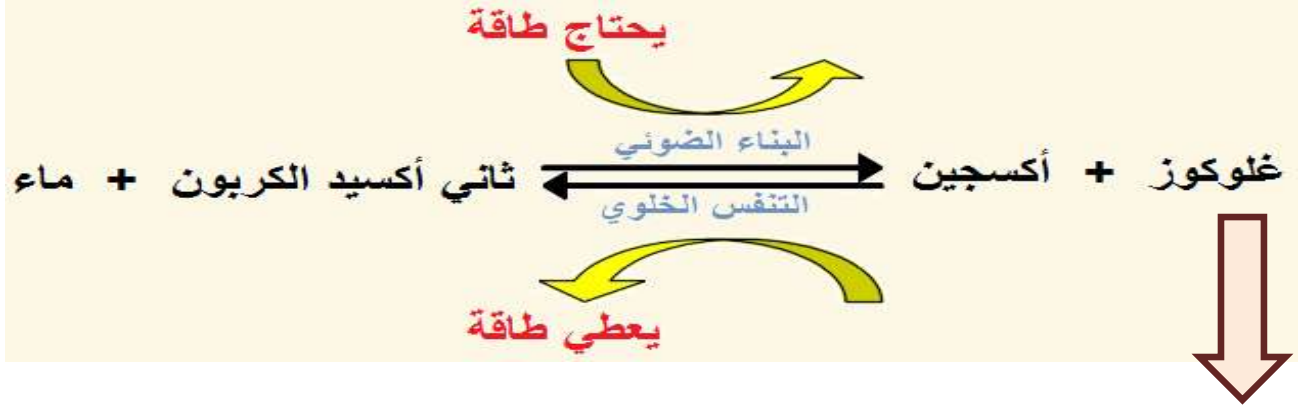 يحتاج طاقة
البناء الضوئي
غلوكوز + أكسجين ثاني أكسيد الكربون + ماء
التنفس الخلوي
يعطي طاقة